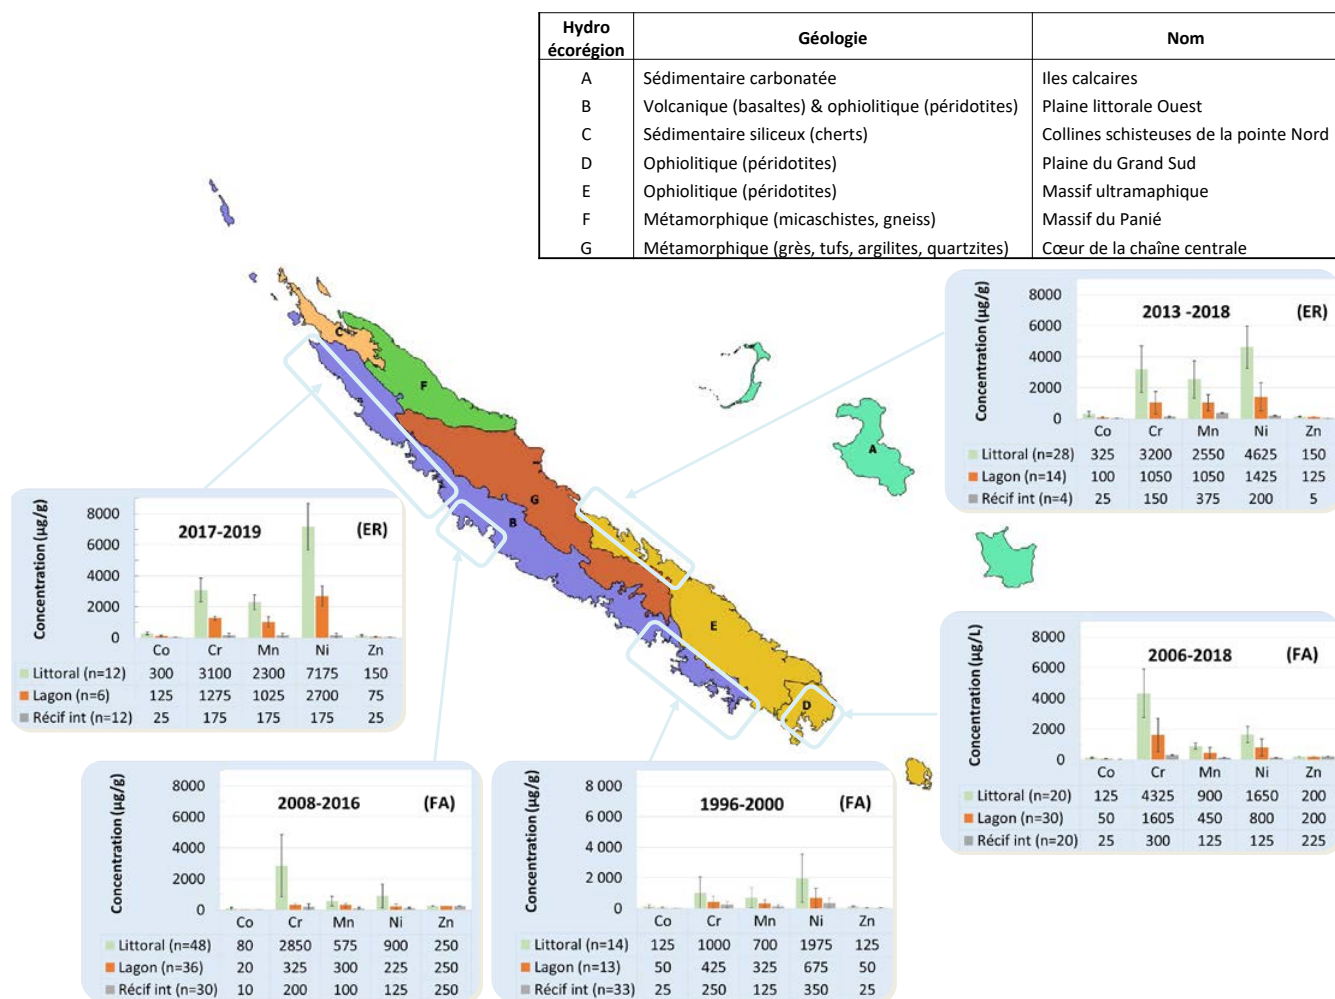 Hydro écorégion Géologie Nom
A Sédimentaire carbonatée Iles calcaires
B Volcanique (basaltes) & ophiolitique (péridotites) Plaine littorale Ouest
C Sédimentaire siliceux (cherts) Collines schisteuses de la pointe Nord
D Ophiolitique (péridotites) Plaine du Grand Sud
E Ophiolitique (péridotites) Massif ultramaphique
F Métamorphique (micaschistes, gneiss) Massif du Panié
G Métamorphique (grès, tufs, argilites, quartzites) Cœur de la chaîne centrale
C
F
A
G
B
E
D
Concentration (µg/g)
8000
6000
4000
2000
0
2013 -2018 (ER)
Co Cr Mn Ni Zn
Littoral (n=28) 325 3200 2550 4625 150
Lagon (n=14) 100 1050 1050 1425 125
Récif int (n=4) 25 150 375 200 5
Concentration (µg/g)
8000
6000
4000
2000
0
2017-2019 (ER)
Co Cr Mn Ni Zn
Littoral (n=12) 300 3100 2300 7175 150
Lagon (n=6) 125 1275 1025 2700 75
Récif int (n=12) 25 175 175 175 25
Concentration (µg/L)
8000
6000
4000
2000
0
2006-2018 (FA)
Co Cr Mn Ni Zn
Littoral (n=20) 125 4325 900 1650 200
Lagon (n=30) 50 1605 450 800 200
Récif int (n=20) 25 300 125 125 225
Concentration (µg/g)
8000
6000
4000
2000
0
2008-2016 (FA)
Co Cr Mn Ni Zn
Littoral (n=48) 80 2850 575 900 250
Lagon (n=36) 20 325 300 225 250
Récif int (n=30) 10 200 100 125 250
Concentration (µg/g)
8 000
6 000
4 000
2 000
0
1996-2000 (FA)
Co Cr Mn Ni Zn
Littoral (n=14) 125 1000 700 1975 125
Lagon (n=13) 50 425 325 675 50
Récif int (n=33) 25 250 125 350 25